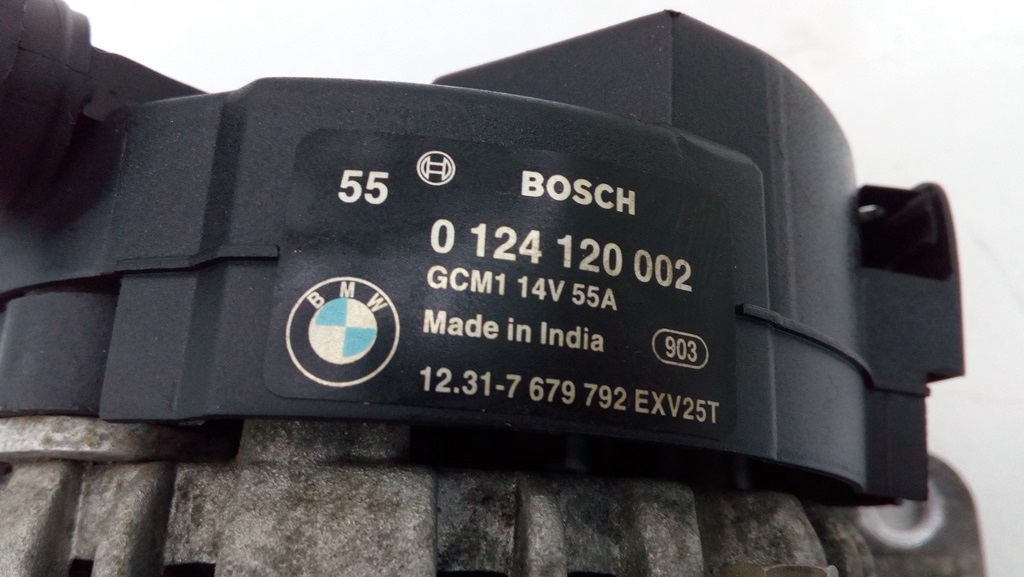 55 BOSCH
0 124 120 002
GCM1 14V 55A
BMW
Made in India 903
12.31-7 679 792 EXV25T